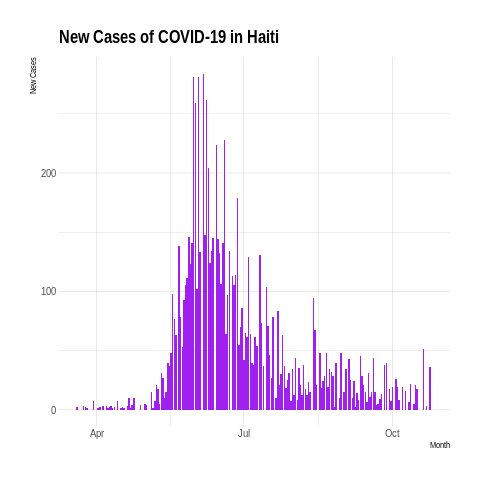 New Cases of COVID-19 in Haiti
New Cases
200
100
0
Apr
Jul
Oct
Month